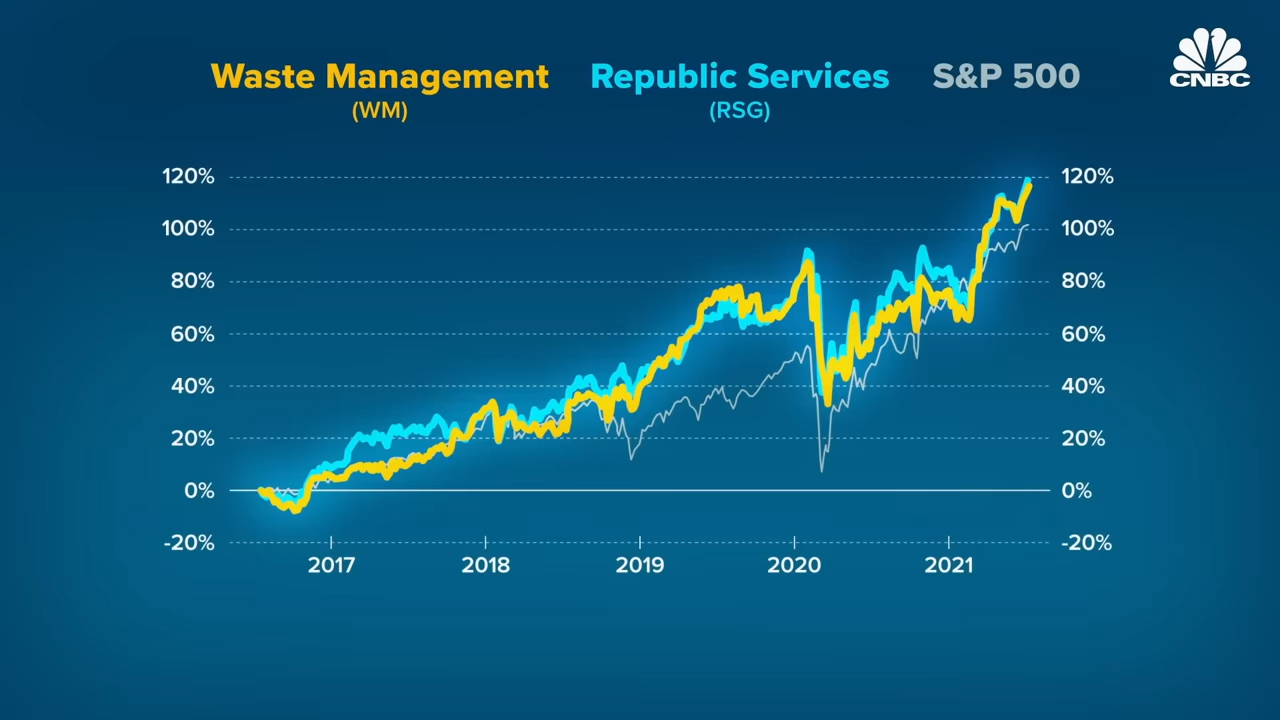 Waste Management
(WM)
Republic Services
(RSG)
S&P 500
CNBC
120% 120%
100% 100%
80% 80%
60% 60%
40% 40%
20% 20%
0% 0%
-20% -20%
2017 2018 2019 2020 2021